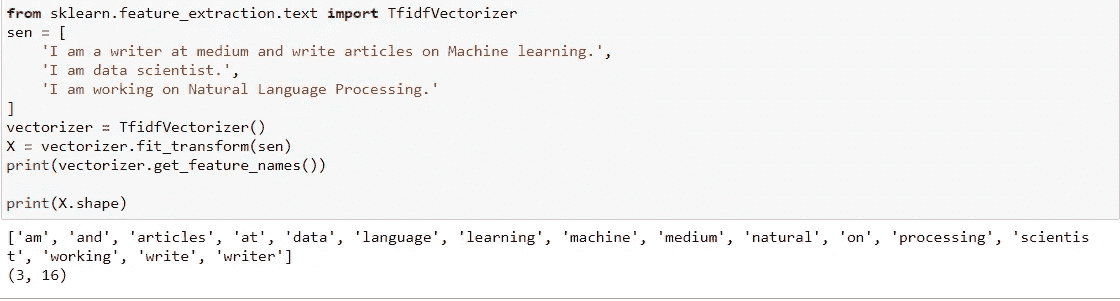 from sklearn.feature_extraction.text import TfidfVectorizer
sen = [
    'I am a writer at medium and write articles on Machine learning.',
    'I am data scientist.',
    'I am working on Natural Language Processing.'
]
vectorizer = TfidfVectorizer()
X = vectorizer.fit_transform(sen)
print(vectorizer.get_feature_names())
print(X.shape)
['am', 'and', 'articles', 'at', 'data', 'language', 'learning', 'machine', 'medium', 'natural', 'on', 'processing', 'scientis
t', 'working', 'write', 'writer']
(3, 16)